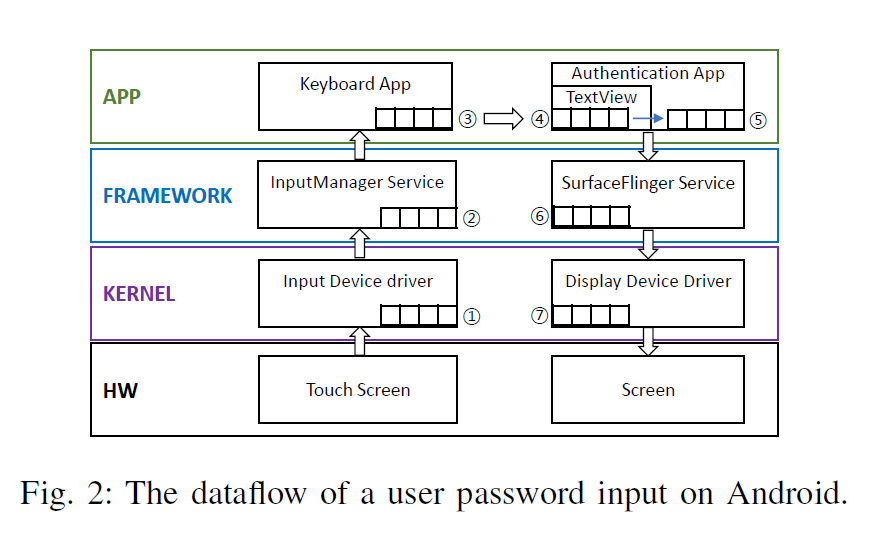 APP
Keyboard App
③
Authentication App
TextView
④
⑤
FRAMEWORK
InputManager Service
②
SurfaceFlinger Service
⑥
KERNEL
Input Device driver
①
Display Device Driver
⑦
HW
Touch Screen
Screen
Fig. 2: The dataflow of a user password input on Android.